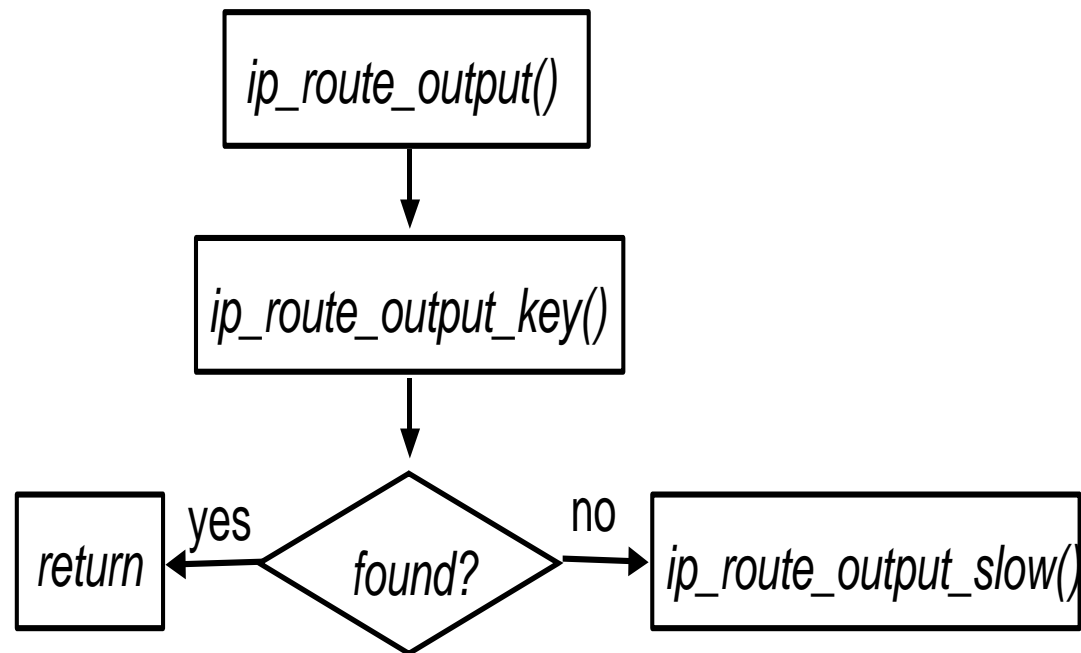 ip_route_output()
ip_route_output_key()
yes
no
return
found?
ip_route_output_slow()